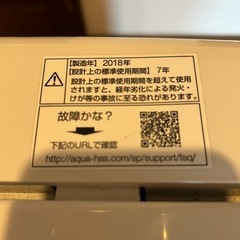 【製造年】2018年
【設計上の標準使用期間】 7年
設計上の標準使用期間を超えて使用
されますと、経年劣化による発火・
けが等の事故に至る恐れがあります。
故障かな?
下記のURLで確認
http://aqua-has.com/sp/support/faq/